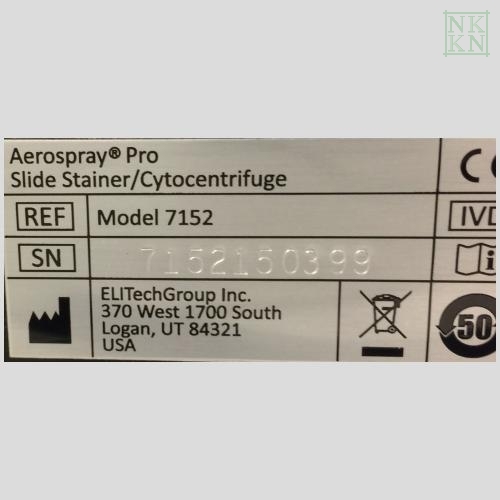 NK
KN
Aerospray® Pro
Slide Stainer/Cytocentrifuge
REF Model 7152 IVD
SN 7152150399
i
ELITechGroup Inc.
370 West 1700 South
Logan, UT 84321
USA
50